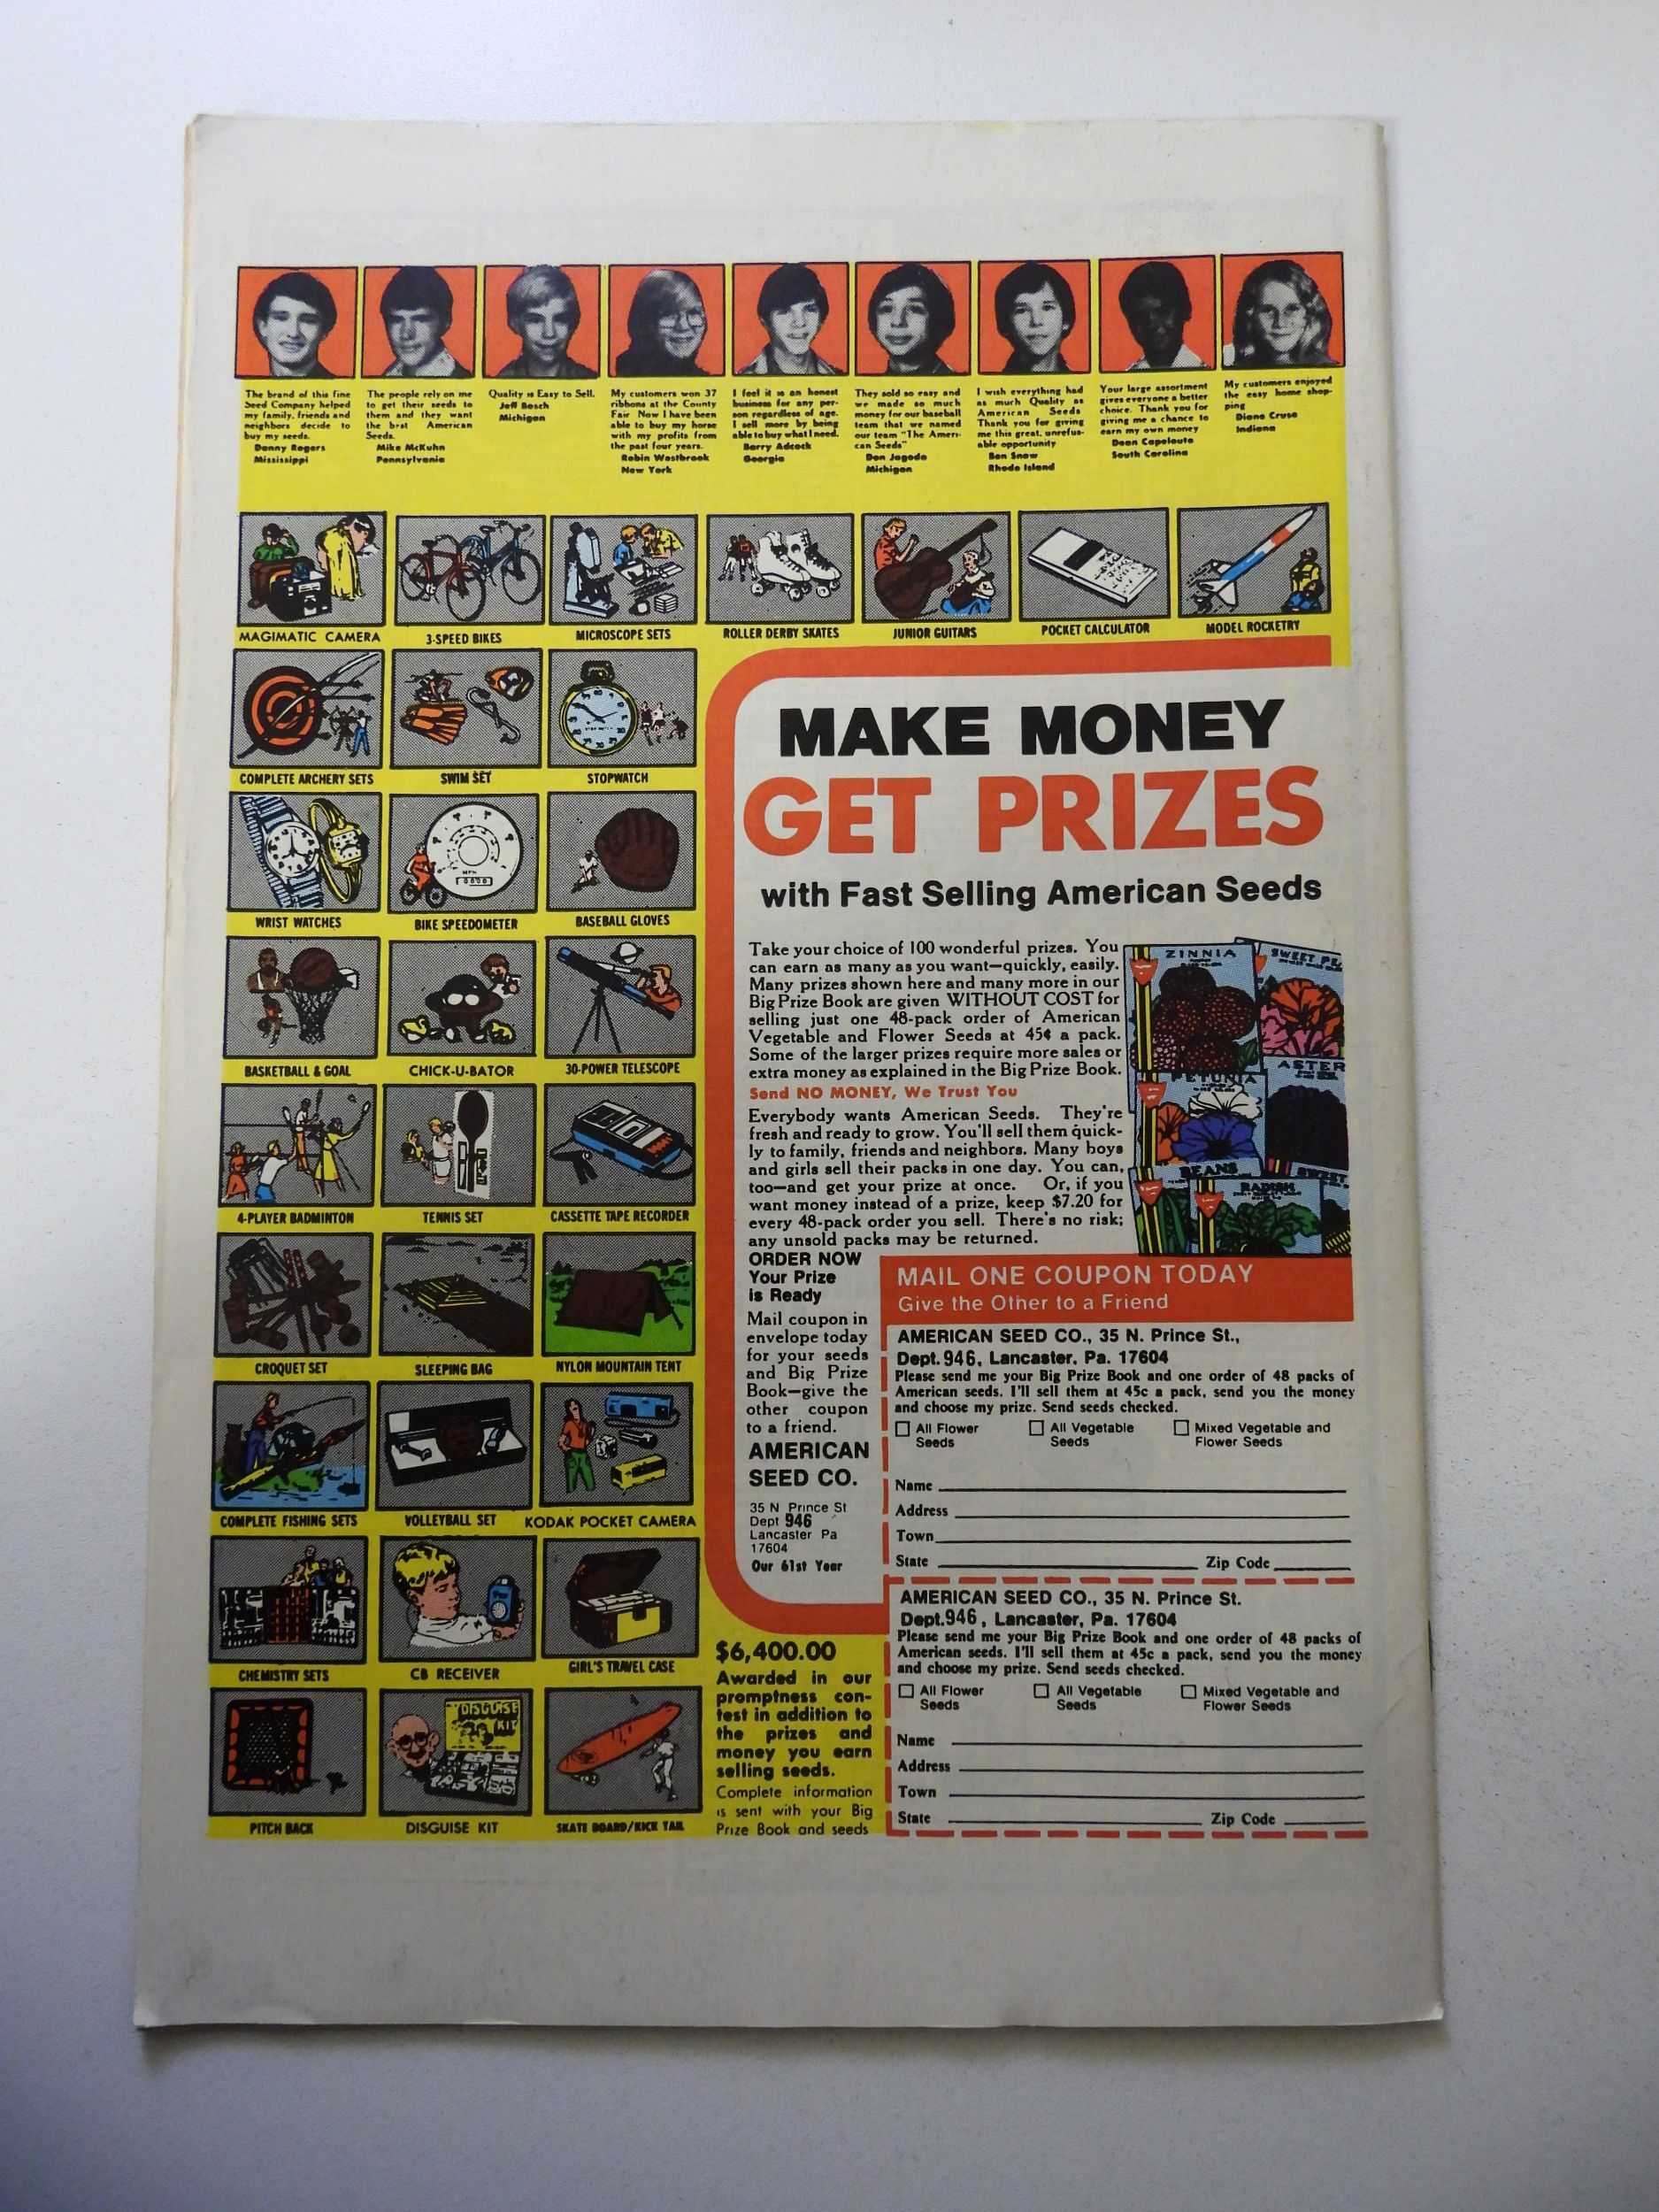 The brand of this fine
Seed Company helped
my family, friends and
neighbors decide to
buy my seeds.
Danny Rogers
Mississippi
The people rely on me
to get their seeds to
them and they want
the best American
Seeds.
Mike McKuhn
Pennsylvania
Quality is Easy to Sell.
Jeff Besch
Michigan
My customers won 37
ribbons at the County
Fair Now I have been
able to buy my horse
with my profits from
the past four years.
Robin Westbrook
New York
I feel it is an honest
business for any per-
son regardless of age.
I sell more by being
able to buy what I need.
Barry Adcock
Georgia
They sold so easy and
we made so much
money for our baseball
team that we named
our team "The Ameri-
can Seeds"
Don Jagoda
Michigan
I wish everything had
as much Quality as
American Seeds
Thank you for giving
me this great, unrefus-
able opportunity
Ben Snow
Rhode Island
Your large assortment
gives everyone a better
choice. Thank you for
giving me a chance to
earn my own money
Dean Capoloute
South Carolina
My customers enjoyed
the easy home shop-
ping
Diane Cruse
Indiana
MAGIMATIC CAMERA
3-SPEED BIKES
MICROSCOPE SETS
ROLLER DERBY SKATES
JUNIOR GUITARS
POCKET CALCULATOR
MODEL ROCKETRY
COMPLETE ARCHERY SETS
SWIM SET
STOPWATCH
WRIST WATCHES
MPH
BIKE SPEEDOMETER
BASEBALL GLOVES
BASKETBALL & GOAL
CHICK-U-BATOR
30-POWER TELESCOPE
4-PLAYER BADMINTON
TENNIS SET
CASSETTE TAPE RECORDER
CROQUET SET
SLEEPING BAG
NYLON MOUNTAIN TENT
COMPLETE FISHING SETS
VOLLEYBALL SET
KODAK POCKET CAMERA
CHEMISTRY SETS
CB RECEIVER
GIRL'S TRAVEL CASE
PITCH BACK
DISGUISE
KIT
DISGUISE KIT
SKATE BOARD/KICK TAIL
MAKE MONEY
GET PRIZES
with Fast Selling American Seeds
Take your choice of 100 wonderful prizes. You
can earn as many as you want—quickly, easily.
Many prizes shown here and many more in our
Big Prize Book are given WITHOUT COST for
selling just one 48-pack order of American
Vegetable and Flower Seeds at 45¢ a pack.
Some of the larger prizes require more sales or
extra money as explained in the Big Prize Book.
Send NO MONEY, We Trust You
Everybody wants American Seeds. They're
fresh and ready to grow. You'll sell them quick-
ly to family, friends and neighbors. Many boys
and girls sell their packs in one day. You can,
too—and get your prize at once. Or, if you
want money instead of a prize, keep $7.20 for
every 48-pack order you sell. There's no risk;
any unsold packs may be returned.
ZINNIA
SWEET PE
ASTER
PETUNIA
BEANS
RADISH
SWEET
ORDER NOW
Your Prize
is Ready
Mail coupon in
envelope today
for your seeds
and Big Prize
Book—give the
other coupon
to a friend.
AMERICAN
SEED CO.
35 N Prince St
Dept 946
Lancaster Pa
17604
Our 61st Year
MAIL ONE COUPON TODAY
Give the Other to a Friend
AMERICAN SEED CO., 35 N. Prince St.,
Dept. 946, Lancaster, Pa. 17604
Please send me your Big Prize Book and one order of 48 packs of
American seeds. I'll sell them at 45c a pack, send you the money
and choose my prize. Send seeds checked.
All Flower Seeds
All Vegetable Seeds
Mixed Vegetable and Flower Seeds
Name
Address
Town
State Zip Code
AMERICAN SEED CO., 35 N. Prince St.
Dept. 946, Lancaster, Pa. 17604
Please send me your Big Prize Book and one order of 48 packs of
American seeds. I'll sell them at 45c a pack, send you the money
and choose my prize. Send seeds checked.
All Flower Seeds
All Vegetable Seeds
Mixed Vegetable and Flower Seeds
Name
Address
Town
State Zip Code
$6,400.00
Awarded in our
promptness con-
test in addition to
the prizes and
money you earn
selling seeds.
Complete information
is sent with your Big
Prize Book and seeds